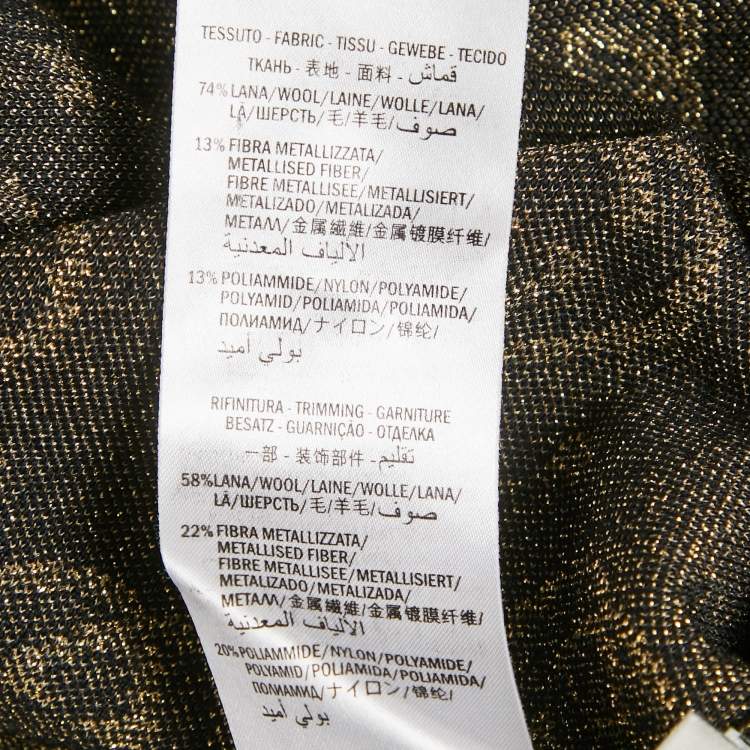 TESSUTO - FABRIC - TISSU - GEWEBE - TECIDO
ТКАНЬ - 表地 - 面料 - قماش
74% LANA/WOOL/LAINE/WOLLE/LANA/
LÃ/ШЕРСТЬ/毛/羊毛/صوف
13% FIBRA METALLIZZATA/
METALLISED FIBER/
FIBRE METALLISEE/METALLISIERT/
METALIZADO/METALIZADA/
МЕТАЛЛ/金属繊維/金属镀膜纤维/
الألياف المعدنية
13% POLIAMMIDE/NYLON/POLYAMIDE/
POLYAMID/POLIAMIDA/POLIAMIDA/
ПОЛИАМИД/ナイロン/锦纶/
بولي أميد
RIFINITURA - TRIMMING - GARNITURE
BESATZ - GUARNIÇÃO - ОТДЕЛКА
一部 - 装饰部件 - تقليم
58%LANA/WOOL/LAINE/WOLLE/LANA/
LÃ/ШЕРСТЬ/毛/羊毛/صوف
22% FIBRA METALLIZZATA/
METALLISED FIBER/
FIBRE METALLISEE/METALLISIERT/
METALIZADO/METALIZADA/
МЕТАЛЛ/金属繊維/金属镀膜纤维/
الألياف المعدنية
20%POLIAMMIDE/NYLON/POLYAMIDE/
POLYAMID/POLIAMIDA/POLIAMIDA/
ПОЛИАМИД/ナイロン/锦纶/
بولي أميد